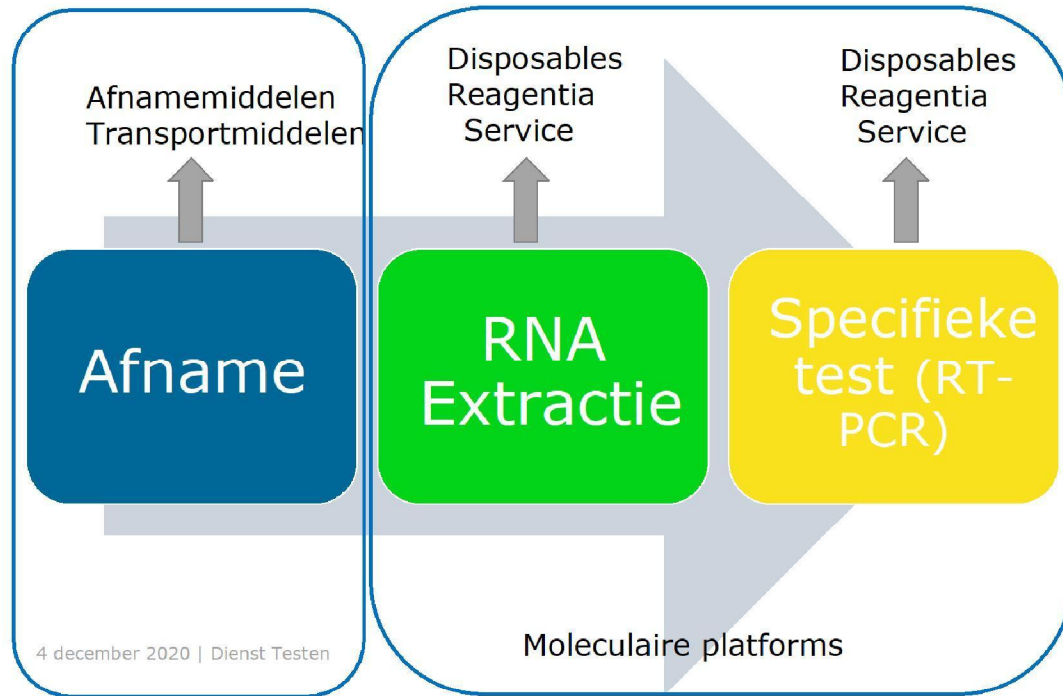 Afnamemiddelen
Transportmiddelen
Disposables
Reagentia
Service
Disposables
Reagentia
Service
Afname
RNA
Extractie
Specifieke
test (RT-
PCR)
4 december 2020 | Dienst Testen
Moleculaire platforms